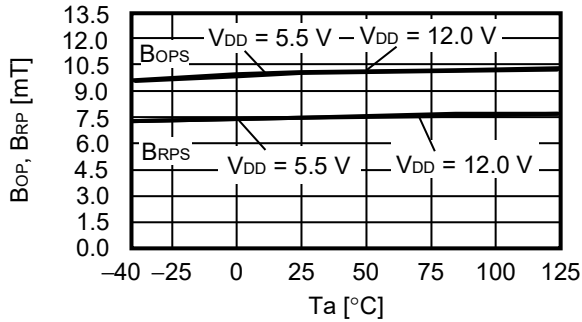 BOP, BRP [mT]
13.5
12.0
10.5
9.0
7.5
6.0
4.5
3.0
1.5
0.0
BOPS
VDD = 5.5 V
VDD = 12.0 V
BRPS
VDD = 5.5 V
VDD = 12.0 V
−40 −25 0 25 50 75 100 125
Ta [°C]